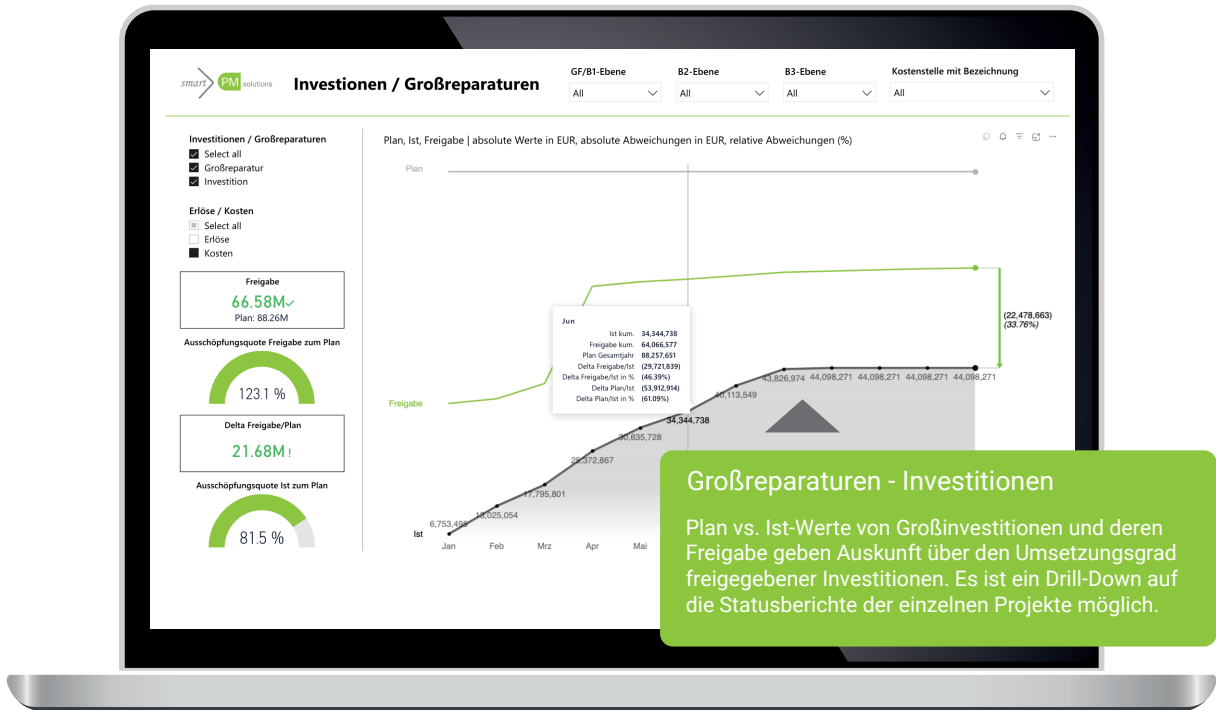 smart PM.solutions
Investionen / Großreparaturen
GF/B1-Ebene
All
B2-Ebene
All
B3-Ebene
All
Kostenstelle mit Bezeichnung
All
Investitionen / Großreparaturen
Select all
Großreparatur
Investition
Erlöse / Kosten
Select all
Erlöse
Kosten
Freigabe
66.58M
Plan: 88.26M
Ausschöpfungsquote Freigabe zum Plan
123.1 %
Delta Freigabe/Plan
21.68M !
Ausschöpfungsquote Ist zum Plan
81.5 %
Plan, Ist, Freigabe | absolute Werte in EUR, absolute Abweichungen in EUR, relative Abweichungen (%)
Plan
Freigabe
Ist
Jun
Ist kum. 34,344,738
Freigabe kum. 64,066,577
Plan Gesamtjahr 88,257,651
Delta Freigabe/Ist (29,721,839)
Delta Freigabe/Ist in % (46.39%)
Delta Plan/Ist (53,912,914)
Delta Plan/Ist in % (61.09%)
(22,478,663)
(33.76%)
6,753,496
13,025,054
17,795,801
25,372,867
30,635,728
34,344,738
40,113,549
43,826,974
44,098,271
44,098,271
44,098,271
44,098,271
Jan Feb Mrz Apr Mai
Großreparaturen - Investitionen
Plan vs. Ist-Werte von Großinvestitionen und deren
Freigabe geben Auskunft über den Umsetzungsgrad
freigegebener Investitionen. Es ist ein Drill-Down auf
die Statusberichte der einzelnen Projekte möglich.